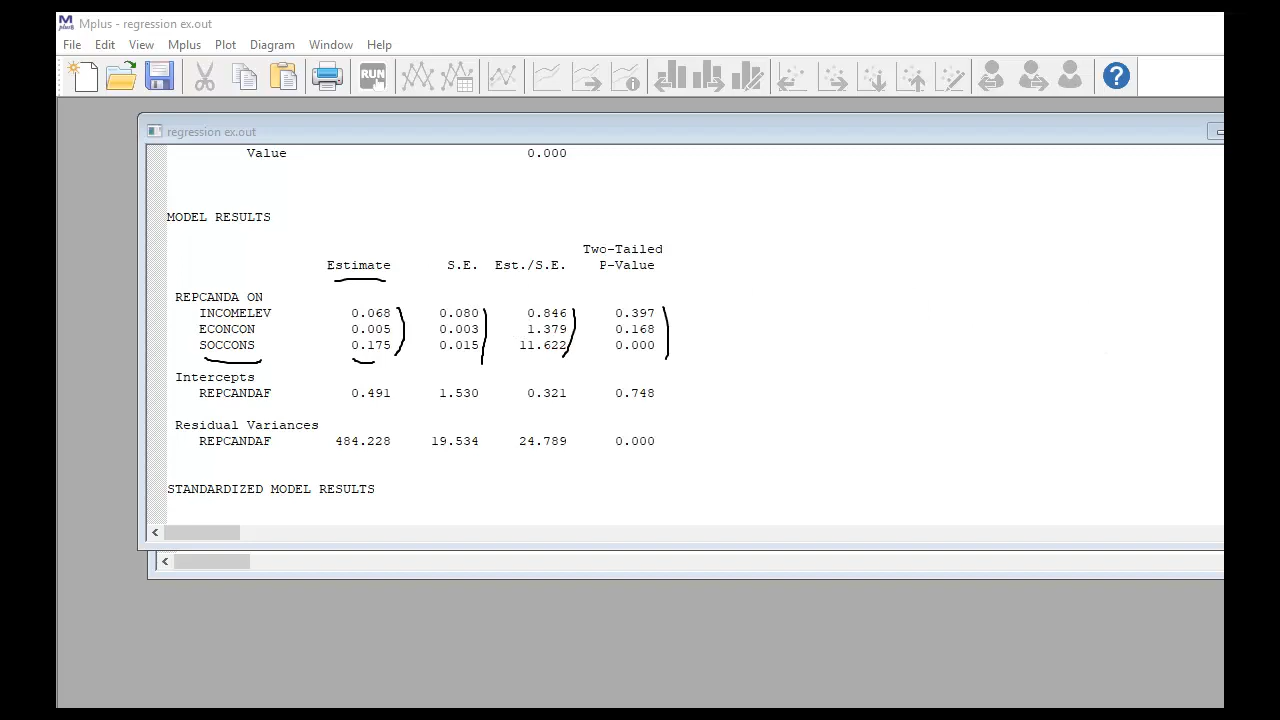 Mplus - regression ex.out
File Edit View Mplus Plot Diagram Window Help
RUN
regression ex.out
Value 0.000
MODEL RESULTS
Two-Tailed
Estimate S.E. Est./S.E. P-Value
REPCANDA ON
INCOMELEV 0.068 0.080 0.846 0.397
ECONCON 0.005 0.003 1.379 0.168
SOCCONS 0.175 0.015 11.622 0.000
Intercepts
REPCANDAF 0.491 1.530 0.321 0.748
Residual Variances
REPCANDAF 484.228 19.534 24.789 0.000
STANDARDIZED MODEL RESULTS